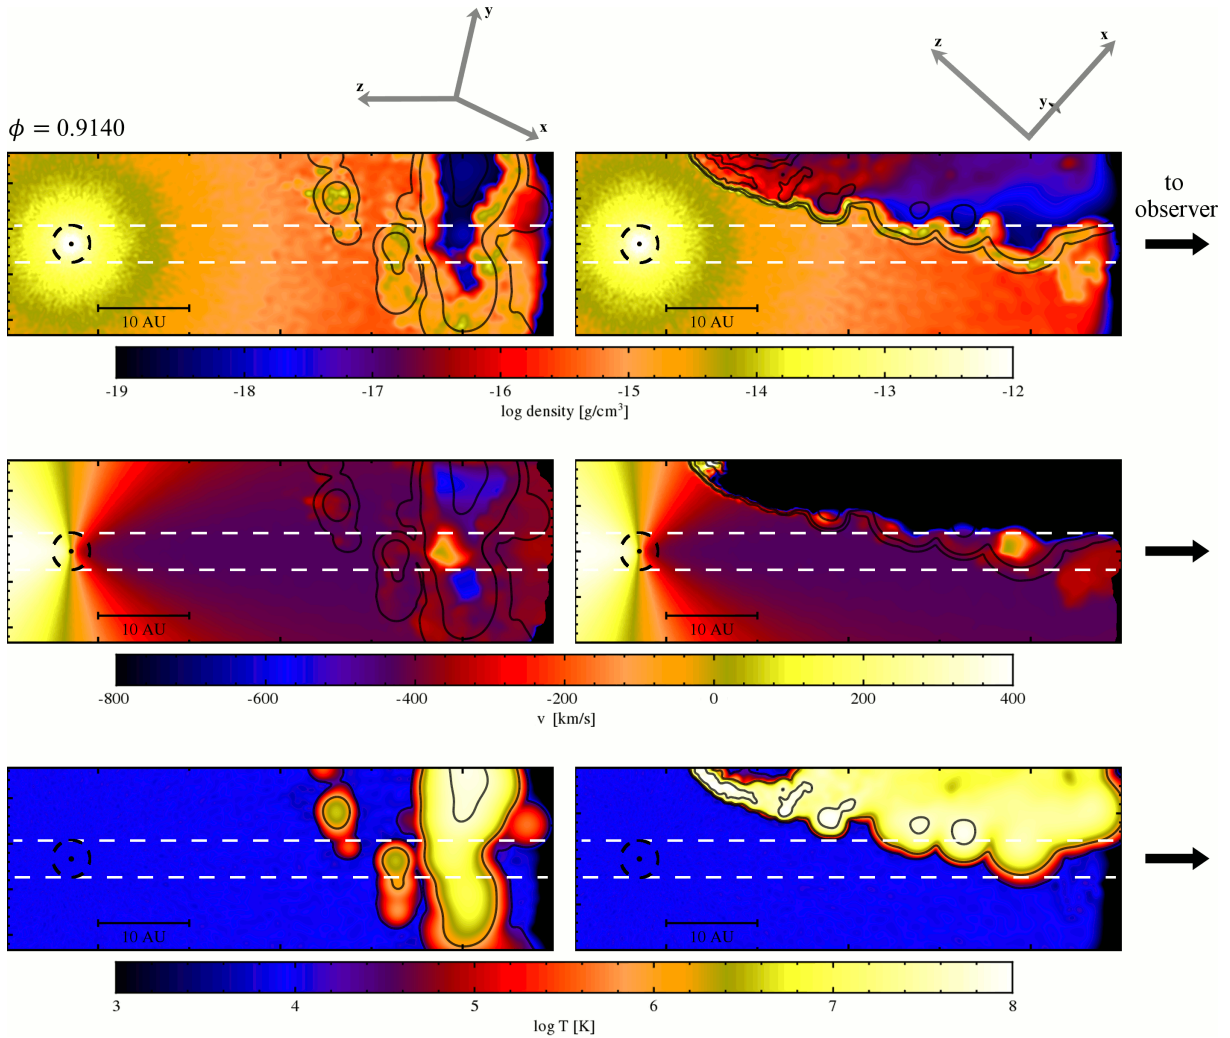 y
z
x
z
x
y
ϕ = 0.9140
to
observer
10 AU
10 AU
-19 -18 -17 -16 -15 -14 -13 -12
log density [g/cm³]
10 AU
10 AU
-800 -600 -400 -200 0 200 400
v [km/s]
10 AU
10 AU
3 4 5 6 7 8
log T [K]